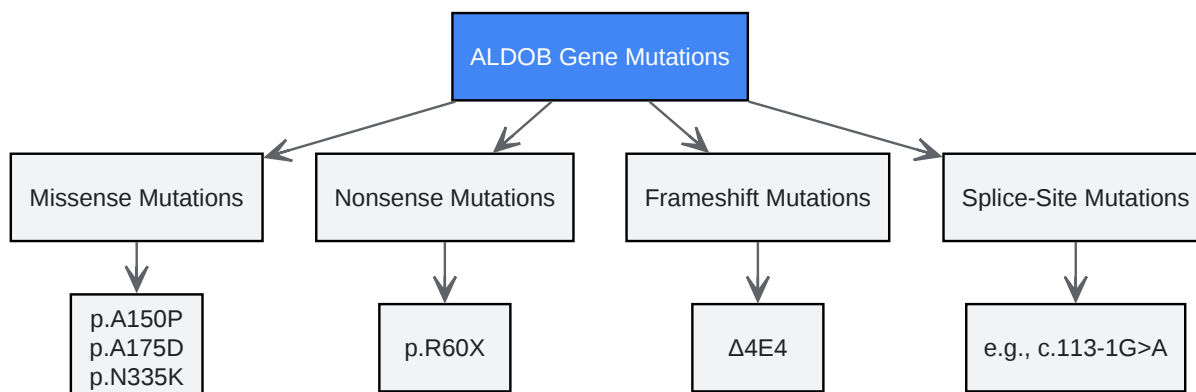 ALDOB Gene Mutations
Missense Mutations
Nonsense Mutations
Frameshift Mutations
Splice-Site Mutations
p.A150P
p.A175D
p.N335K
p.R60X
Δ4E4
e.g., c.113-1G>A